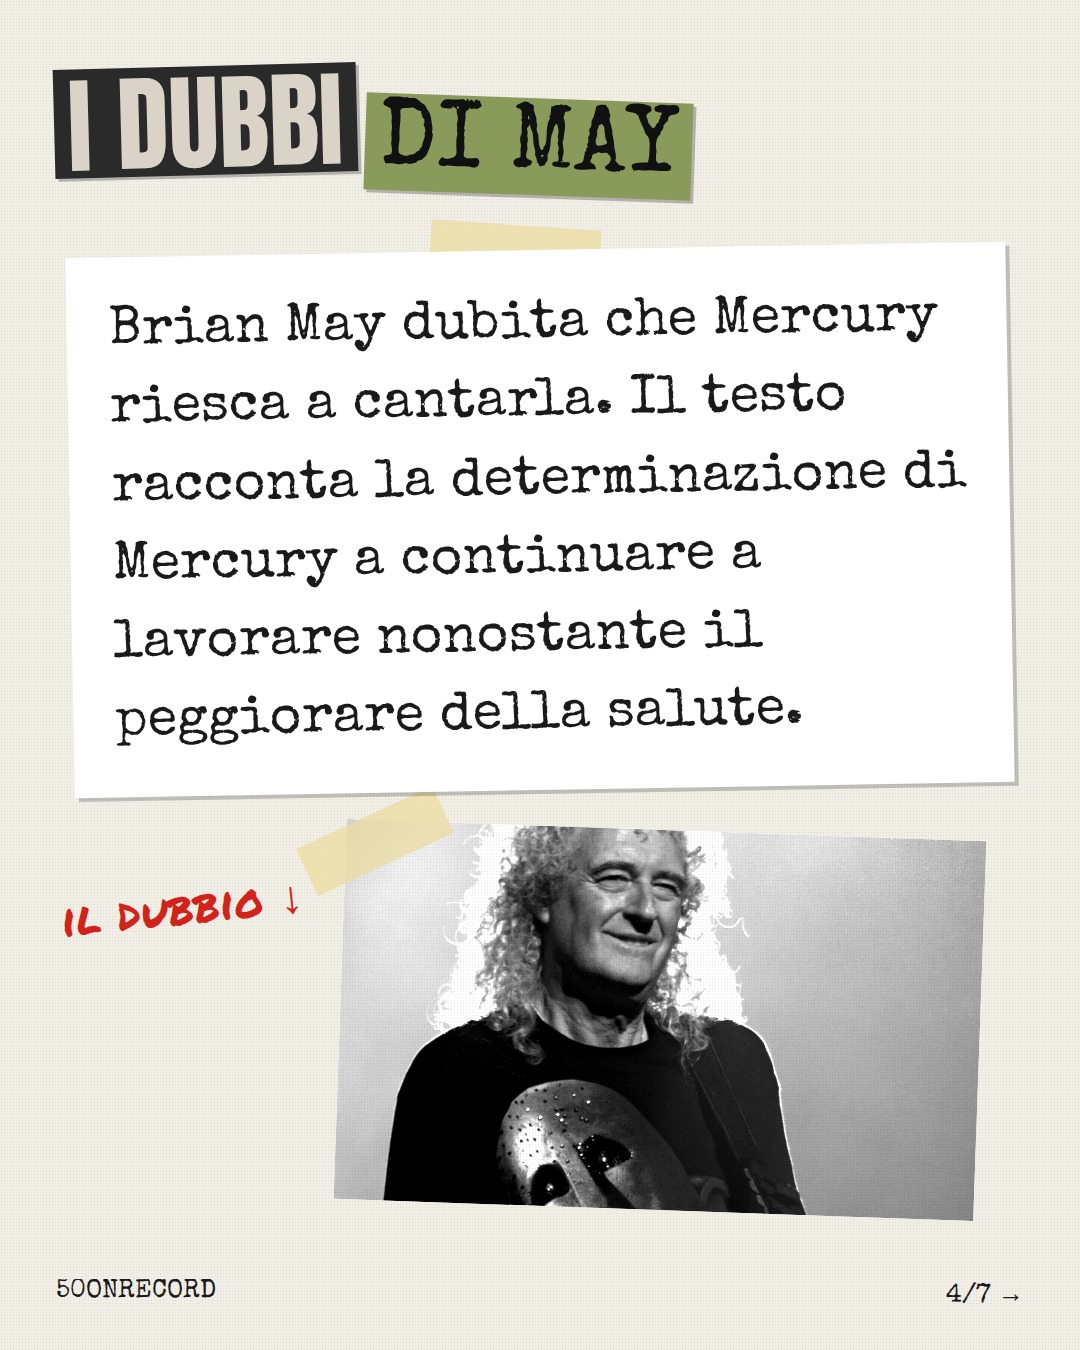 I DUBBI DI MAY
Brian May dubita che Mercury
riesca a cantarla. Il testo
racconta la determinazione di
Mercury a continuare a
lavorare nonostante il
peggiorare della salute.
IL DUBBIO ↓
50ONRECORD
4/7 →